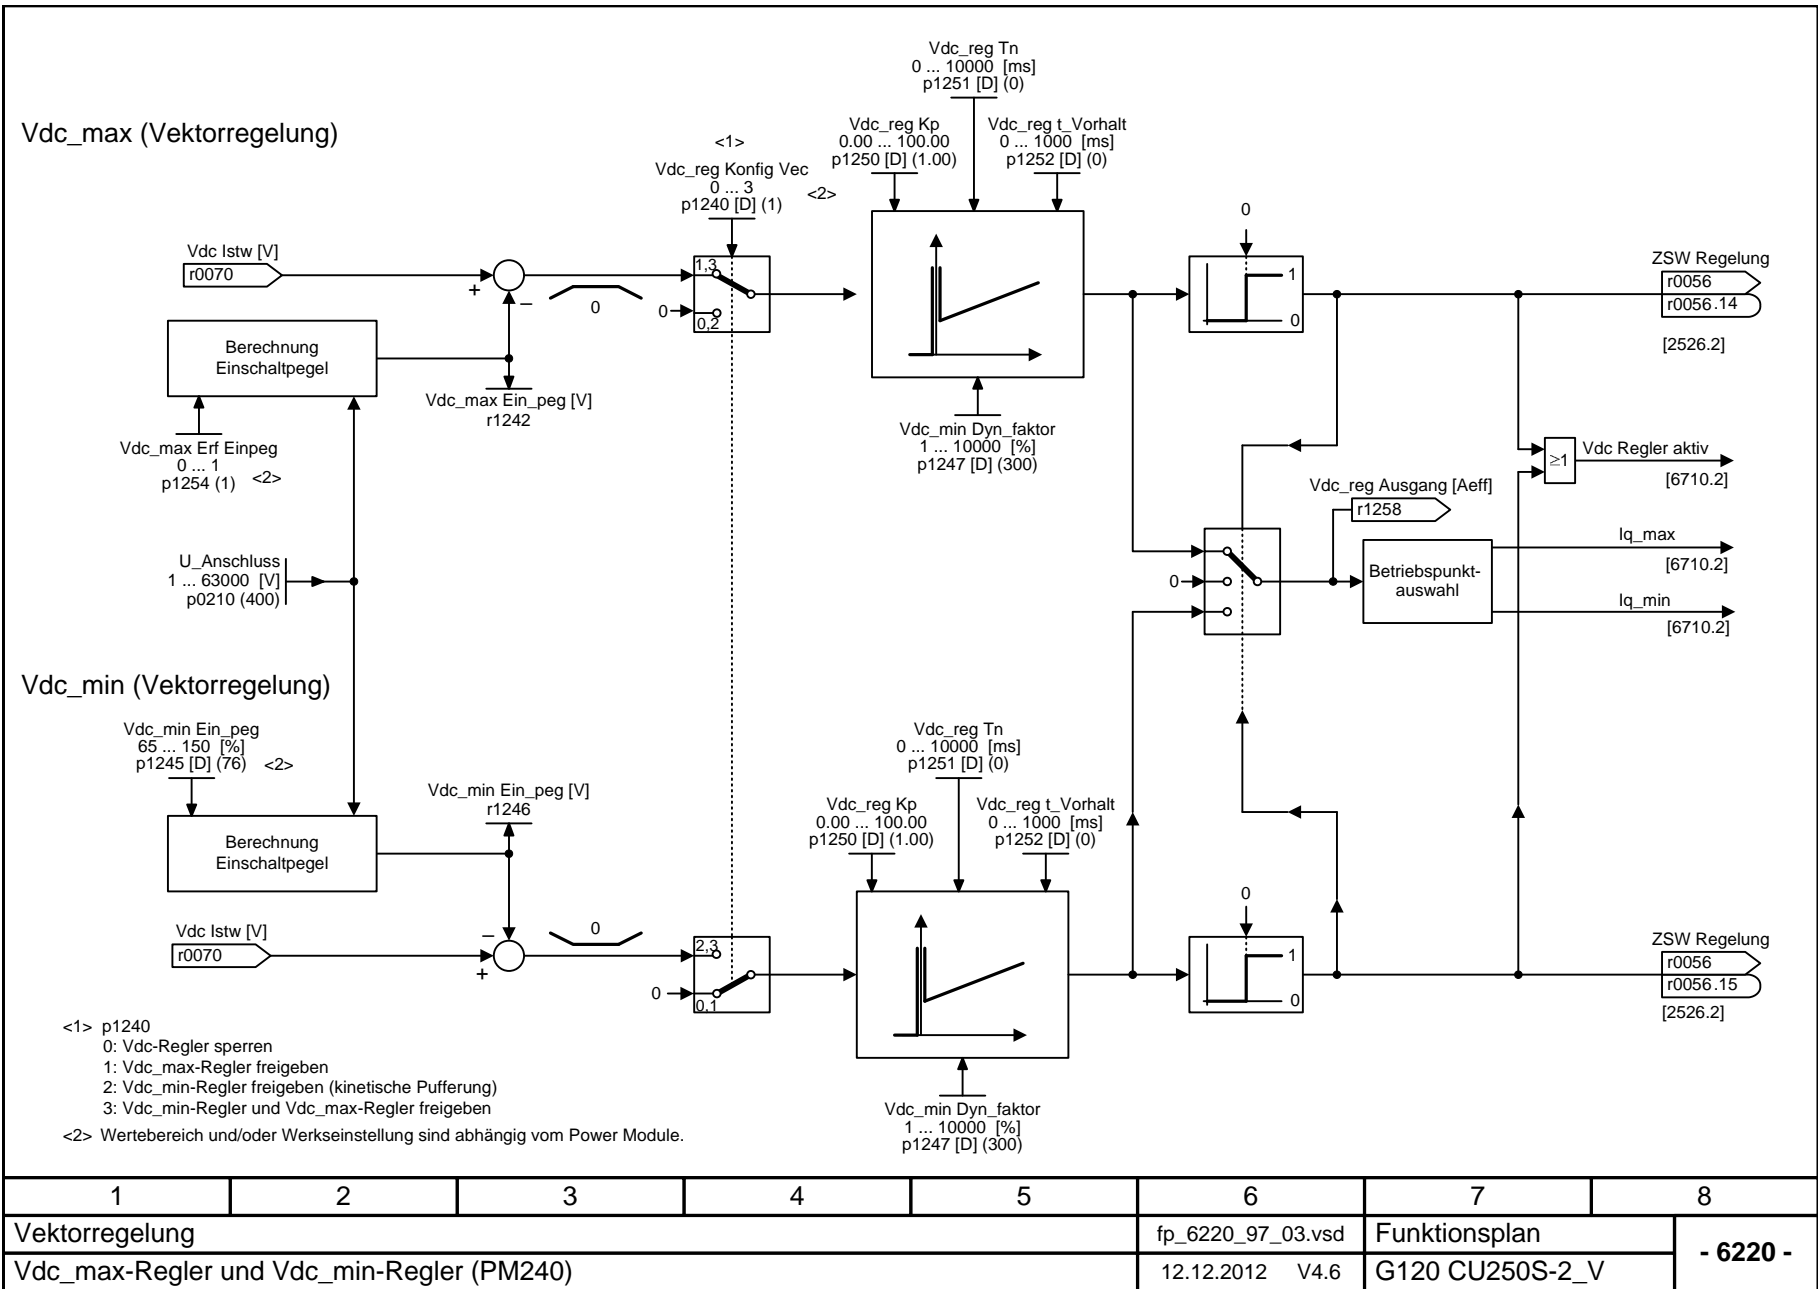 Vdc_max (Vektorregelung)
Vdc_reg Tn
0 ... 10000 [ms]
p1251 [D] (0)
Vdc_reg Kp
0.00 ... 100.00
p1250 [D] (1.00)
Vdc_reg t_Vorhalt
0 ... 1000 [ms]
p1252 [D] (0)
<1>
Vdc_reg Konfig Vec
0 ... 3
p1240 [D] (1)
<2>
Vdc Istw [V]
r0070
+
–
0
1,3
0
0,2
0
1
0
ZSW Regelung
r0056
r0056.14
[2526.2]
Berechnung
Einschaltpegel
Vdc_max Ein_peg [V]
r1242
Vdc_max Erf Einpeg
0 ... 1
p1254 (1)
<2>
Vdc_min Dyn_faktor
1 ... 10000 [%]
p1247 [D] (300)
≥1
Vdc Regler aktiv
[6710.2]
Vdc_reg Ausgang [Aeff]
r1258
U_Anschluss
1 ... 63000 [V]
p0210 (400)
0
Betriebspunkt-
auswahl
Iq_max
[6710.2]
Iq_min
[6710.2]
Vdc_min (Vektorregelung)
Vdc_min Ein_peg
65 ... 150 [%]
p1245 [D] (76)
<2>
Vdc_reg Tn
0 ... 10000 [ms]
p1251 [D] (0)
Vdc_min Ein_peg [V]
r1246
Vdc_reg Kp
0.00 ... 100.00
p1250 [D] (1.00)
Vdc_reg t_Vorhalt
0 ... 1000 [ms]
p1252 [D] (0)
Berechnung
Einschaltpegel
Vdc Istw [V]
r0070
–
+
0
2,3
0
0,1
0
1
0
ZSW Regelung
r0056
r0056.15
[2526.2]
Vdc_min Dyn_faktor
1 ... 10000 [%]
p1247 [D] (300)
<1> p1240
0: Vdc-Regler sperren
1: Vdc_max-Regler freigeben
2: Vdc_min-Regler freigeben (kinetische Pufferung)
3: Vdc_min-Regler und Vdc_max-Regler freigeben
<2> Wertebereich und/oder Werkseinstellung sind abhängig vom Power Module.
1 2 3 4 5 6 7 8
Vektorregelung
fp_6220_97_03.vsd
Funktionsplan
- 6220 -
Vdc_max-Regler und Vdc_min-Regler (PM240)
12.12.2012 V4.6
G120 CU250S-2_V